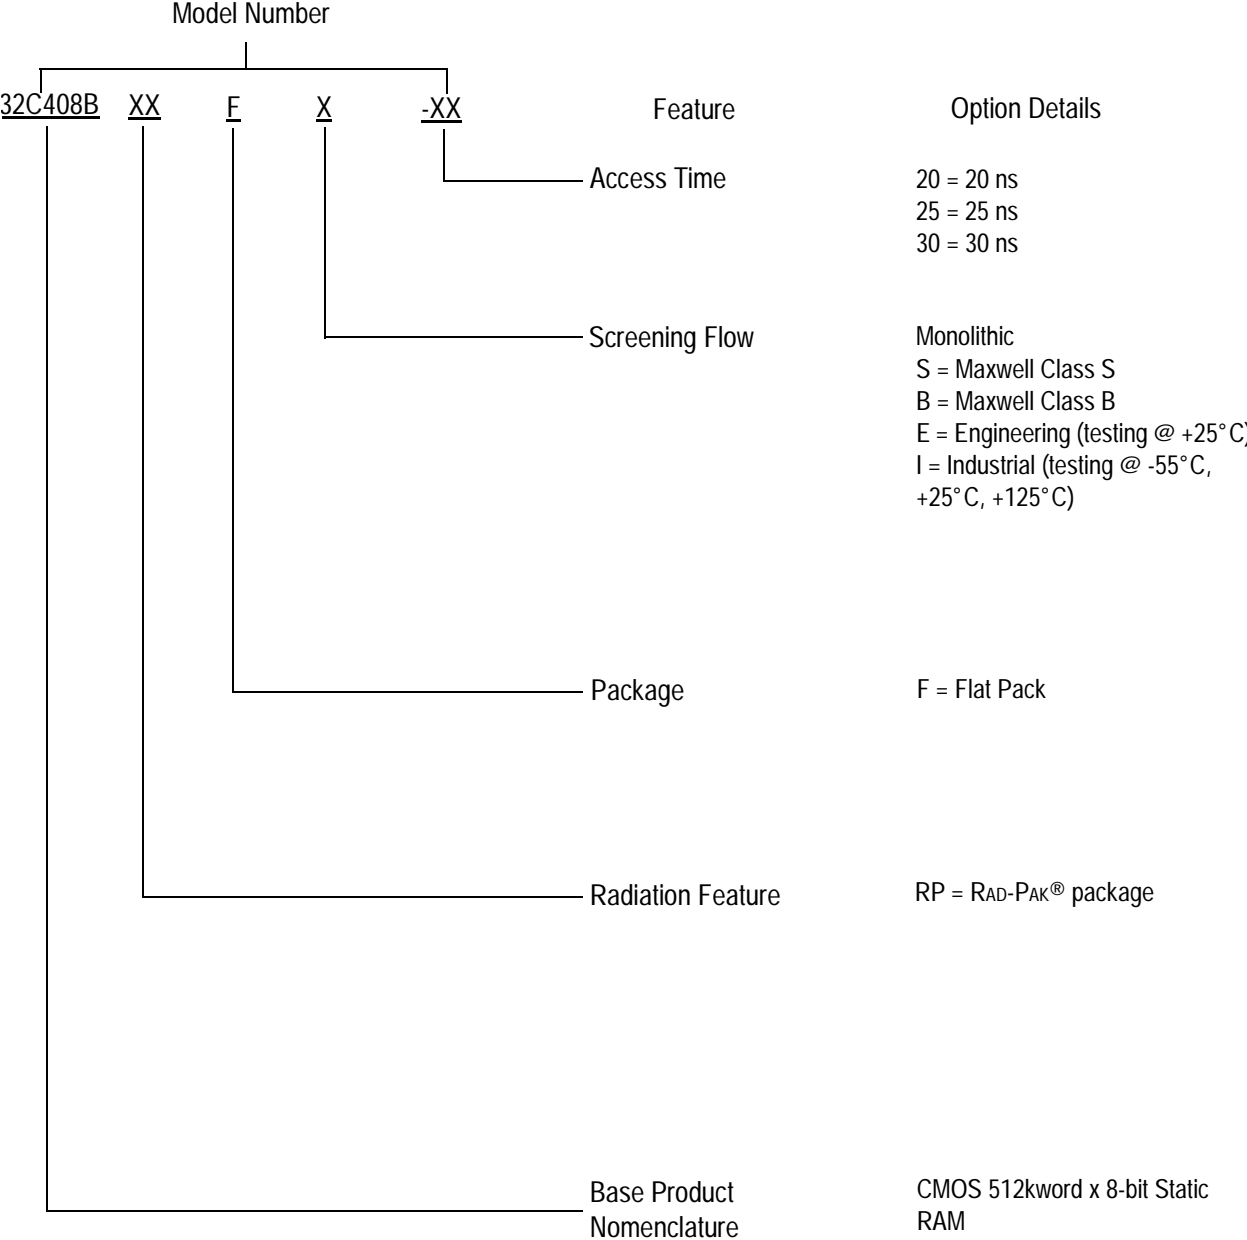 Model Number
32C408B XX F X -XX Feature Option Details
Access Time 20 = 20 ns
25 = 25 ns
30 = 30 ns
Screening Flow Monolithic
S = Maxwell Class S
B = Maxwell Class B
E = Engineering (testing @ +25°C)
I = Industrial (testing @ -55°C,
+25°C, +125°C)
Package F = Flat Pack
Radiation Feature RP = RAD-PAK® package
Base Product CMOS 512kword x 8-bit Static
Nomenclature RAM